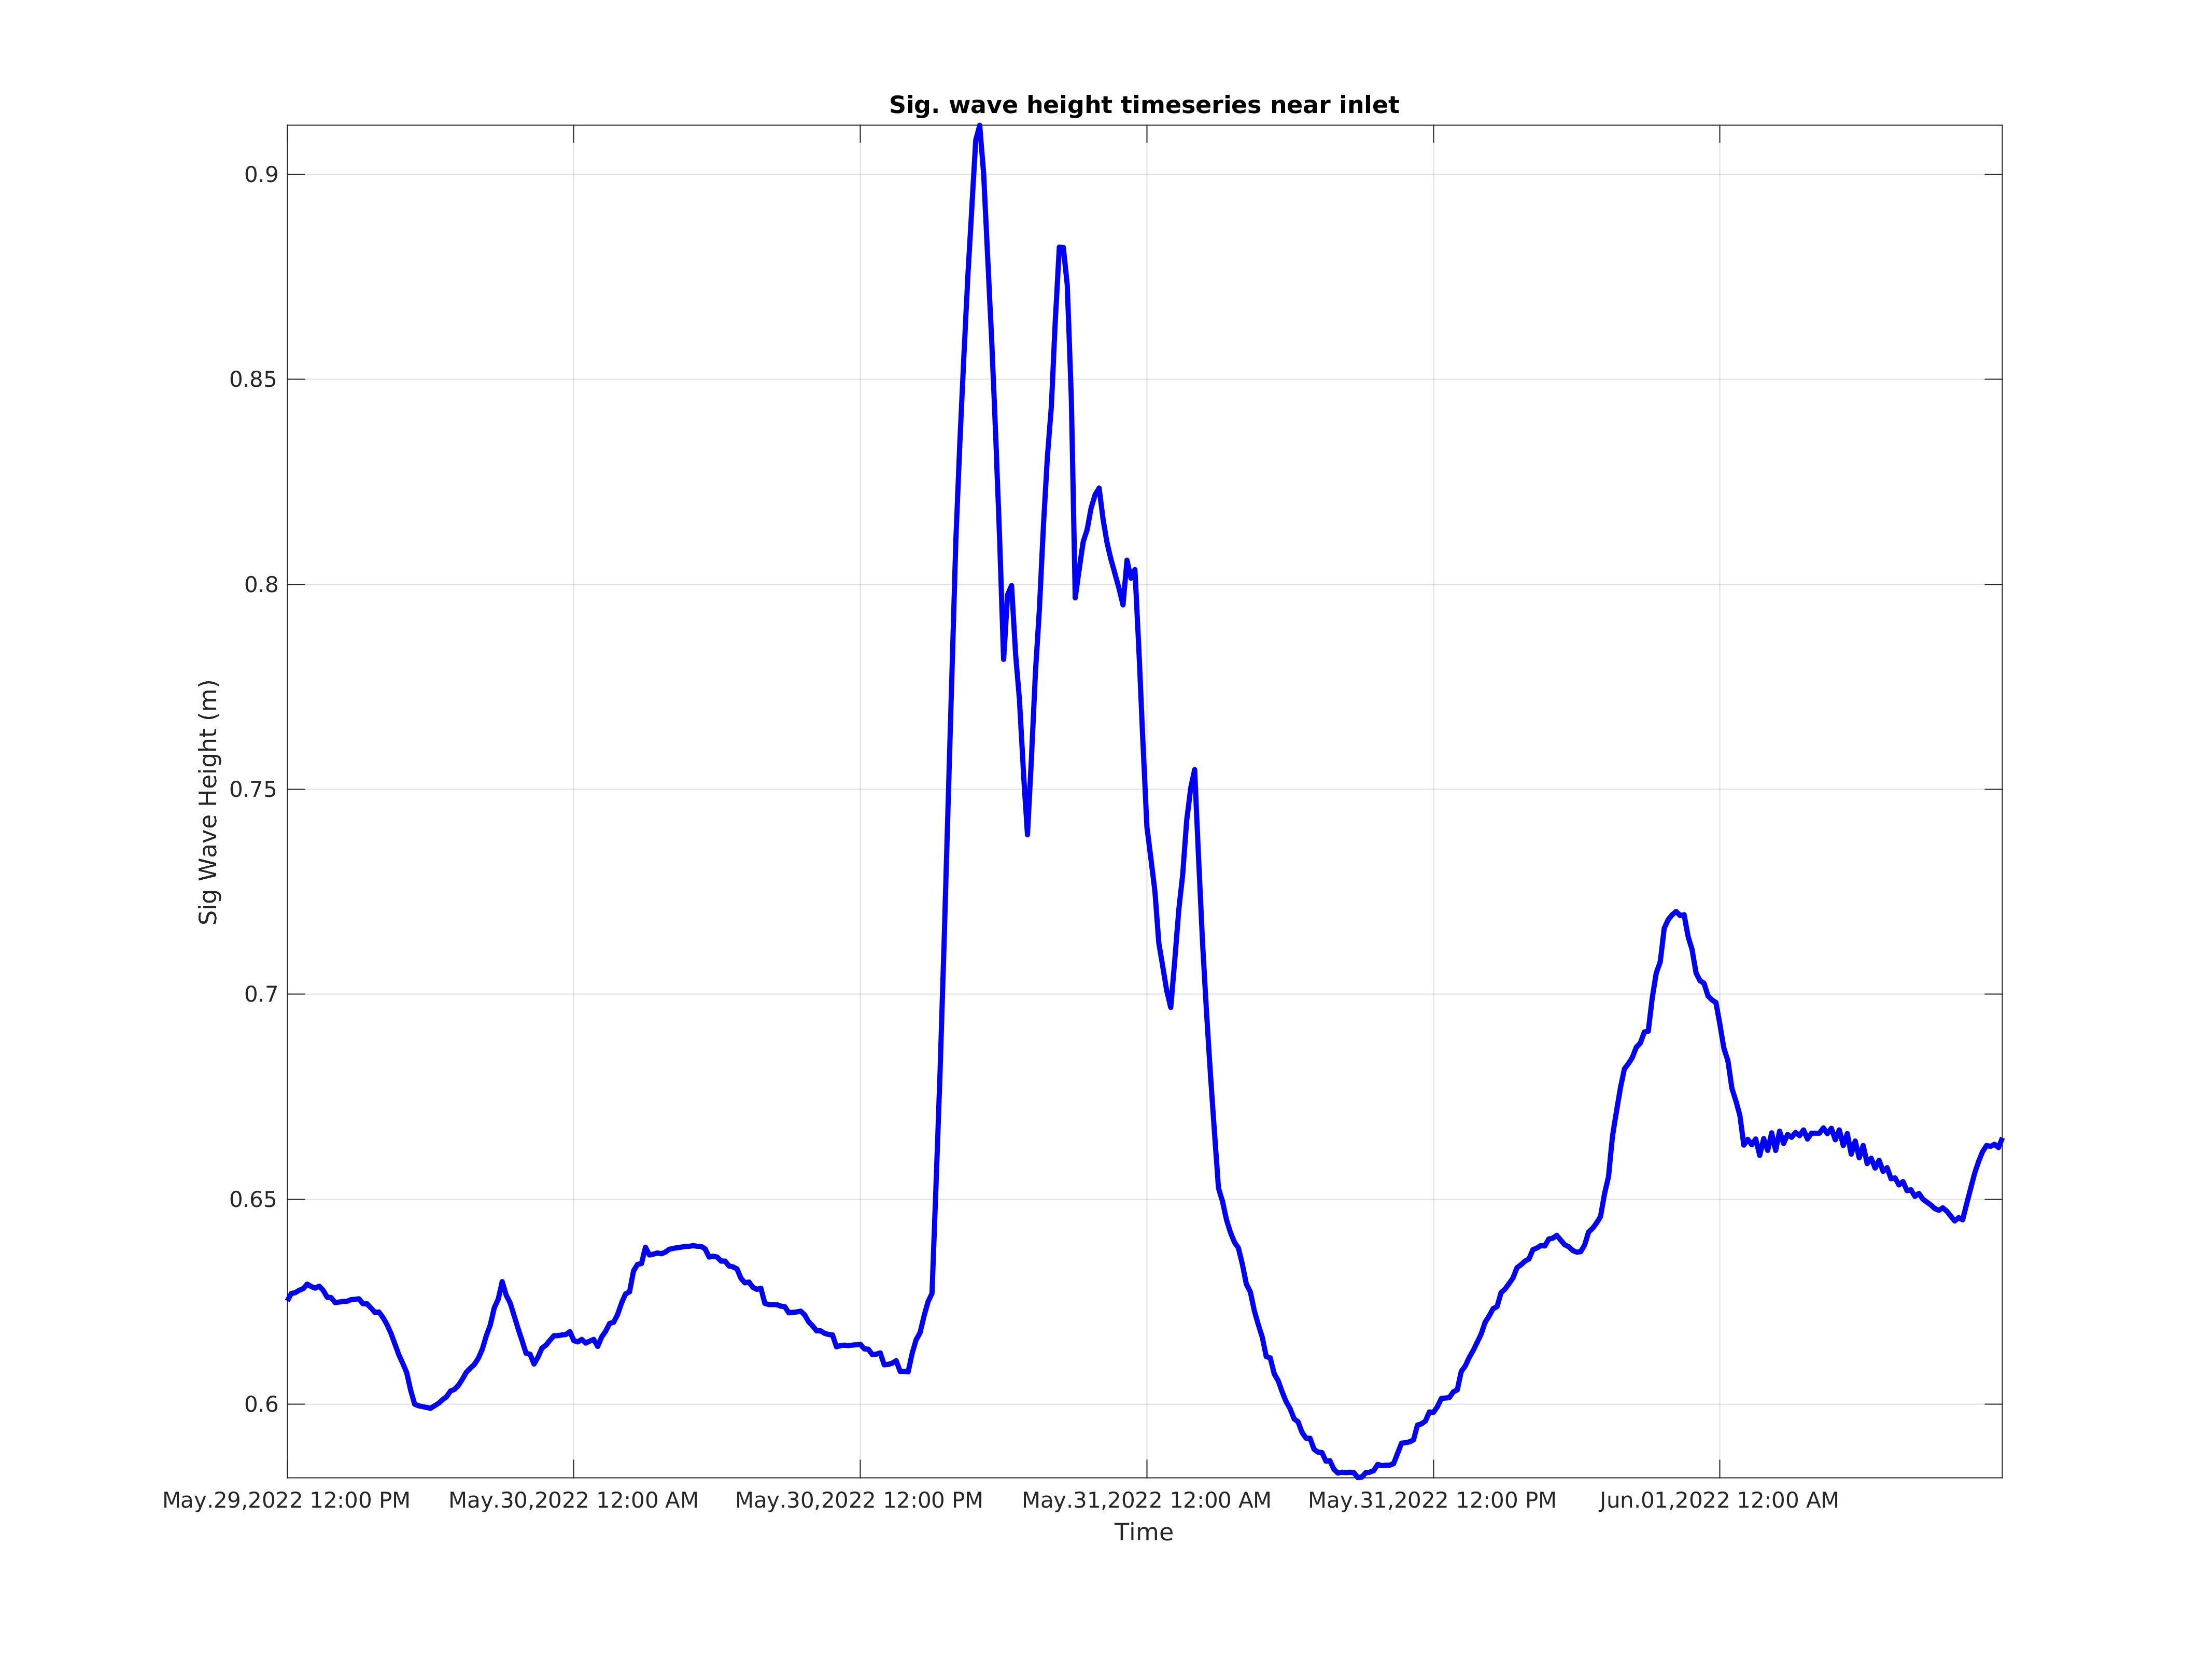 Sig. wave height timeseries near inlet
0.9
0.85
0.8
0.75
0.7
0.65
0.6
Sig Wave Height (m)
May.29,2022 12:00 PM May.30,2022 12:00 AM May.30,2022 12:00 PM May.31,2022 12:00 AM May.31,2022 12:00 PM Jun.01,2022 12:00 AM
Time